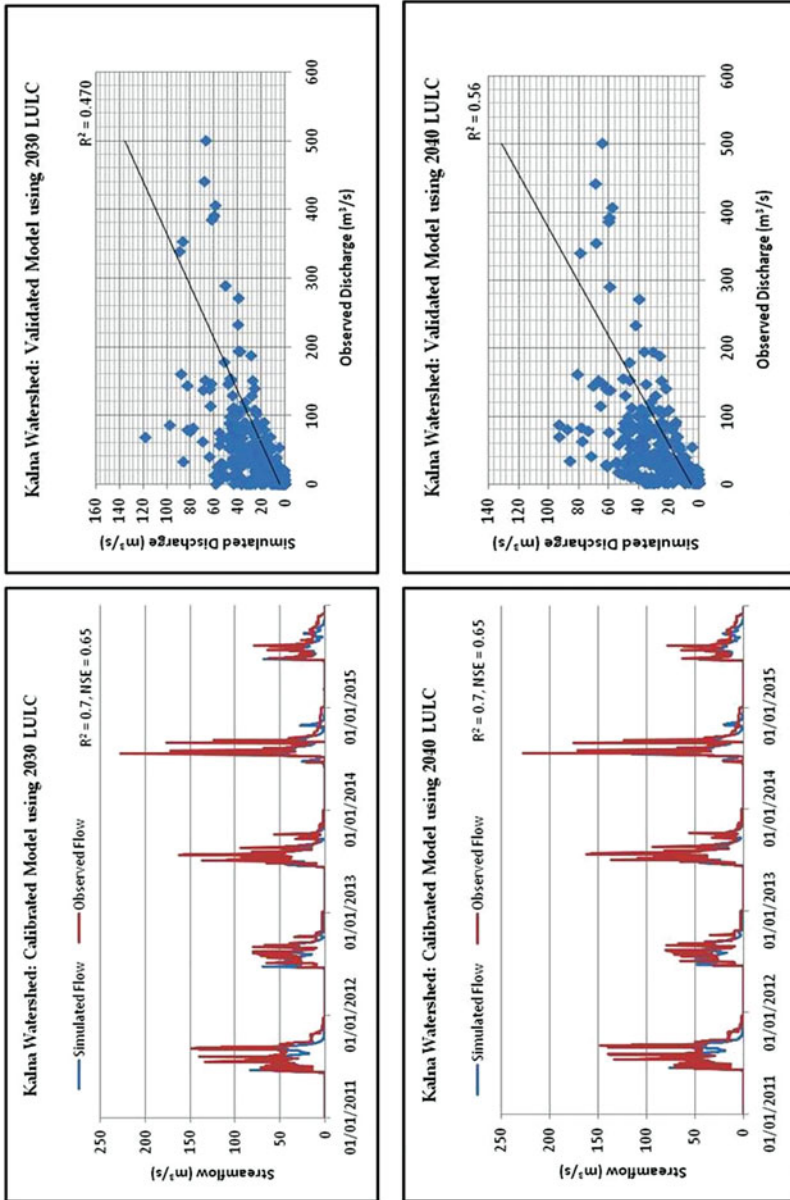 Kalna Watershed: Calibrated Model using 2030 LULC
Simulated Flow
Observed Flow
R² = 0.7, NSE = 0.65
Streamflow (m³/s)
250
200
150
100
50
0
01/01/2011
01/01/2012
01/01/2013
01/01/2014
01/01/2015
Kalna Watershed: Validated Model using 2030 LULC
R² = 0.470
Simulated Discharge (m³/s)
160
140
120
100
80
60
40
20
0
0
100
200
300
400
500
600
Observed Discharge (m³/s)
Kalna Watershed: Calibrated Model using 2040 LULC
Simulated Flow
Observed Flow
R² = 0.7, NSE = 0.65
Streamflow (m³/s)
250
200
150
100
50
0
01/01/2011
01/01/2012
01/01/2013
01/01/2014
01/01/2015
Kalna Watershed: Validated Model using 2040 LULC
R² = 0.56
Simulated Discharge (m³/s)
140
120
100
80
60
40
20
0
0
100
200
300
400
500
600
Observed Discharge (m³/s)